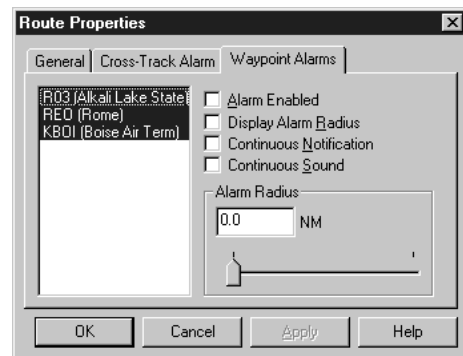 Route Properties
General
Cross-Track Alarm
Waypoint Alarms
R03 (Alkali Lake State)
REO (Rome)
KBOI (Boise Air Term)
Alarm Enabled
Display Alarm Radius
Continuous Notification
Continuous Sound
Alarm Radius
0.0
NM
OK
Cancel
Apply
Help